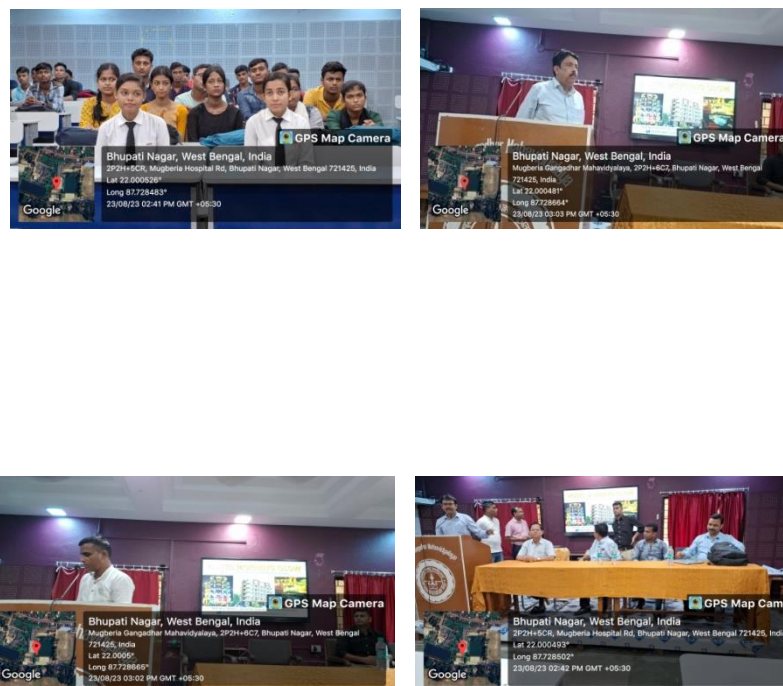 GPS Map Camera
Bhupati Nagar, West Bengal, India
2P2H+5CR, Mugberia Hospital Rd, Bhupati Nagar, West Bengal 721425, India
Lat 22.000526°
Long 87.728483°
23/08/23 02:41 PM GMT +05:30
Google
GPS Map Camera
Bhupati Nagar, West Bengal, India
Mugberia Gangadhar Mahavidyalaya, 2P2H+6C7, Bhupati Nagar, West Bengal
721425, India
Lat 22.000481°
Long 87.728664°
23/08/23 03:03 PM GMT +05:30
Google
GPS Map Camera
Bhupati Nagar, West Bengal, India
Mugberia Gangadhar Mahavidyalaya, 2P2H+6C7, Bhupati Nagar, West Bengal
721425, India
Lat 22.0005°
Long 87.728665°
23/08/23 03:02 PM GMT +05:30
Google
GPS Map Cam
Bhupati Nagar, West Bengal, India
2P2H+5CR, Mugberia Hospital Rd, Bhupati Nagar, West Bengal 721425, Indi
Lat 22.000493°
Long 87.728502°
23/08/23 02:42 PM GMT +05:30
Google